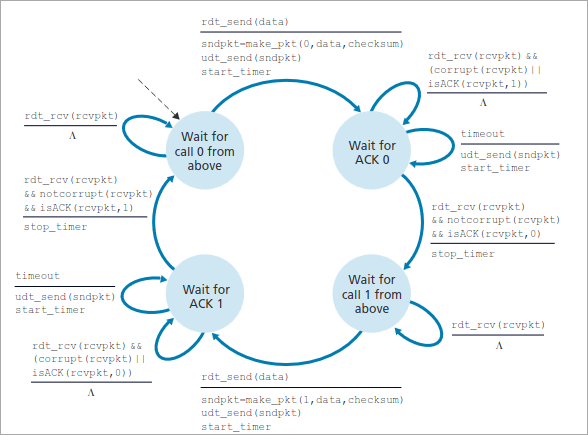 rdt_send(data)
sndpkt=make_pkt(0,data,checksum)
udt_send(sndpkt)
start_timer
rdt_rcv(rcvpkt) &&
(corrupt(rcvpkt)||
isACK(rcvpkt,1))
Λ
rdt_rcv(rcvpkt)
Λ
Wait for
call 0 from
above
Wait for
ACK 0
timeout
udt_send(sndpkt)
start_timer
rdt_rcv(rcvpkt)
&& notcorrupt(rcvpkt)
&& isACK(rcvpkt,1)
stop_timer
rdt_rcv(rcvpkt)
&& notcorrupt(rcvpkt)
&& isACK(rcvpkt,0)
stop_timer
timeout
udt_send(sndpkt)
start_timer
Wait for
ACK 1
Wait for
call 1 from
above
rdt_rcv(rcvpkt)
Λ
rdt_rcv(rcvpkt) &&
(corrupt(rcvpkt)||
isACK(rcvpkt,0))
Λ
rdt_send(data)
sndpkt=make_pkt(1,data,checksum)
udt_send(sndpkt)
start_timer